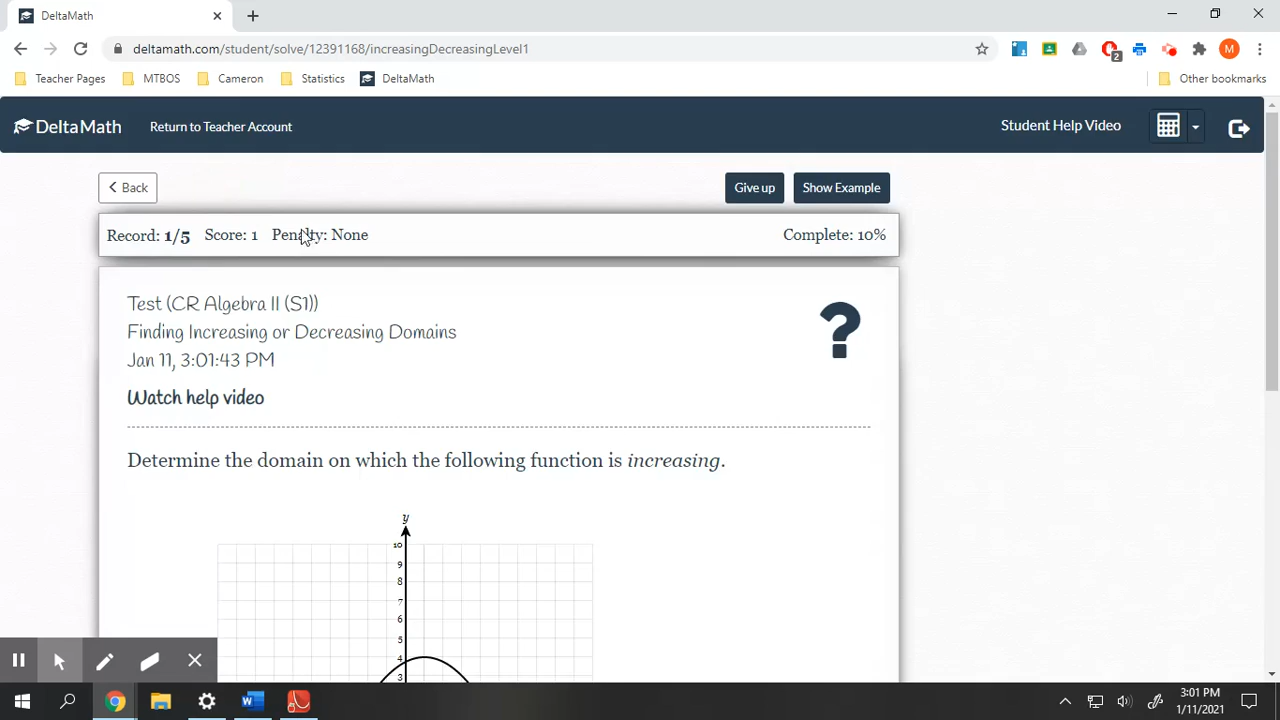 DeltaMath
deltamath.com/student/solve/12391168/increasingDecreasingLevel1
2
M
Teacher Pages
MTBOS
Cameron
Statistics
DeltaMath
Other bookmarks
DeltaMath
Return to Teacher Account
Student Help Video
Back
Give up
Show Example
Record: 1/5 Score: 1 Penalty: None
Complete: 10%
Test (CR Algebra II (S1))
Finding Increasing or Decreasing Domains
Jan 11, 3:01:43 PM
?
Watch help video
Determine the domain on which the following function is increasing.
y
10
9
8
7
6
5
4
3
3:01 PM
1/11/2021